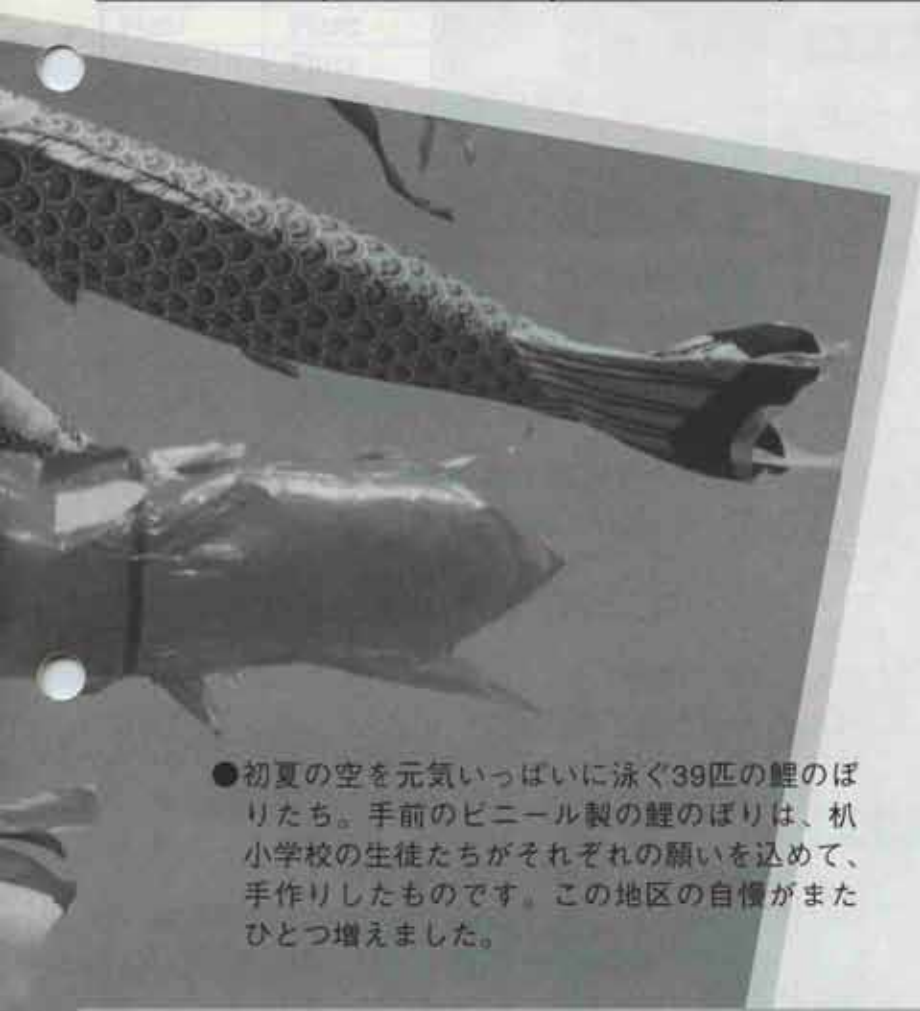 ●初夏の空を元気いっぱいに泳ぐ39匹の鯉のぼ
りたち。手前のビニール製の鯉のぼりは、朳
小学校の生徒たちがそれぞれの願いを込めて、
手作りしたものです。この地区の自慢がまた
ひとつ増えました。